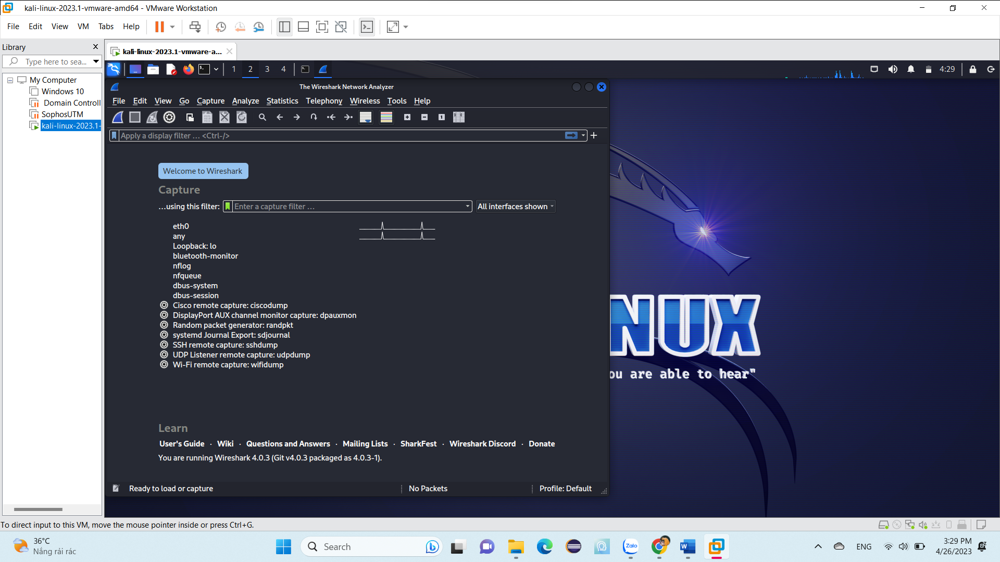 kali-linux-2023.1-vmware-amd64 - VMware Workstation
File Edit View VM Tabs Help
Library
Type here to sea...
My Computer
Windows 10
Domain Controll
SophosUTM
kali-linux-2023.1-
kali-linux-2023.1-vmware-a...
1 2 3 4
4:29
The Wireshark Network Analyzer
File Edit View Go Capture Analyze Statistics Telephony Wireless Tools Help
Apply a display filter ... <Ctrl-/>
Welcome to Wireshark
Capture
...using this filter: Enter a capture filter ... All interfaces shown
eth0
any
Loopback: lo
bluetooth-monitor
nflog
nfqueue
dbus-system
dbus-session
Cisco remote capture: ciscodump
DisplayPort AUX channel monitor capture: dpauxmon
Random packet generator: randpkt
systemd Journal Export: sdjournal
SSH remote capture: sshdump
UDP Listener remote capture: udpdump
Wi-Fi remote capture: wifidump
Learn
User's Guide · Wiki · Questions and Answers · Mailing Lists · SharkFest · Wireshark Discord · Donate
You are running Wireshark 4.0.3 (Git v4.0.3 packaged as 4.0.3-1).
Ready to load or capture No Packets Profile: Default
NUX
ou are able to hear"
To direct input to this VM, move the mouse pointer inside or press Ctrl+G.
36°C
Nắng rải rác
Search
Zalo
ENG
3:29 PM
4/26/2023